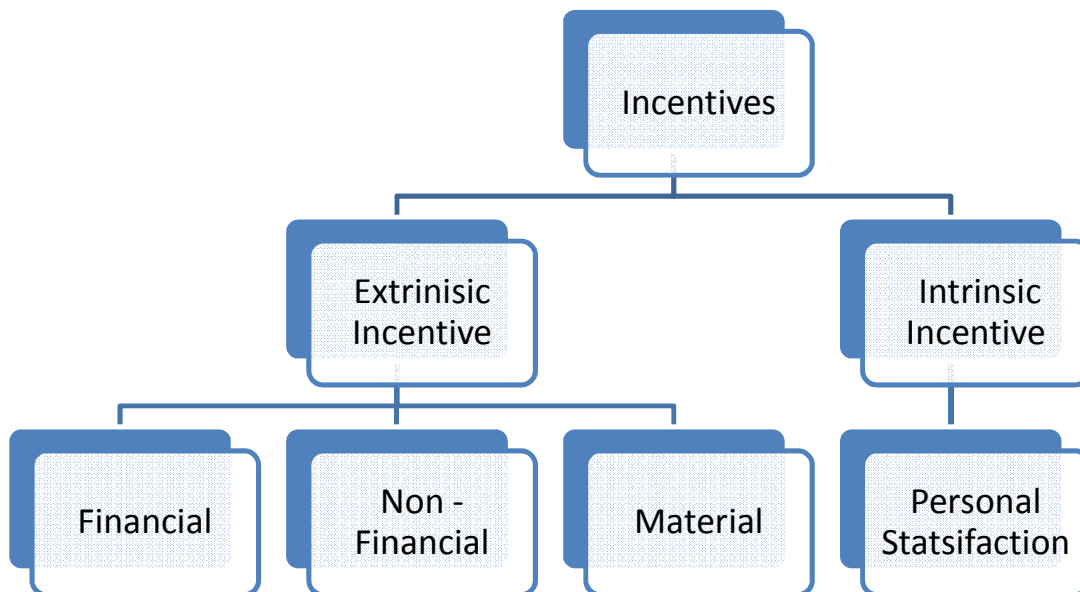 Incentives
Extrinisic
Incentive
Intrinsic
Incentive
Financial
Non -
Financial
Material
Personal
Statsifaction